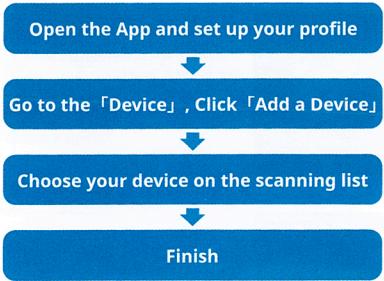 Open the App and set up your profile
Go to the「Device」, Click「Add a Device」
Choose your device on the scanning list
Finish